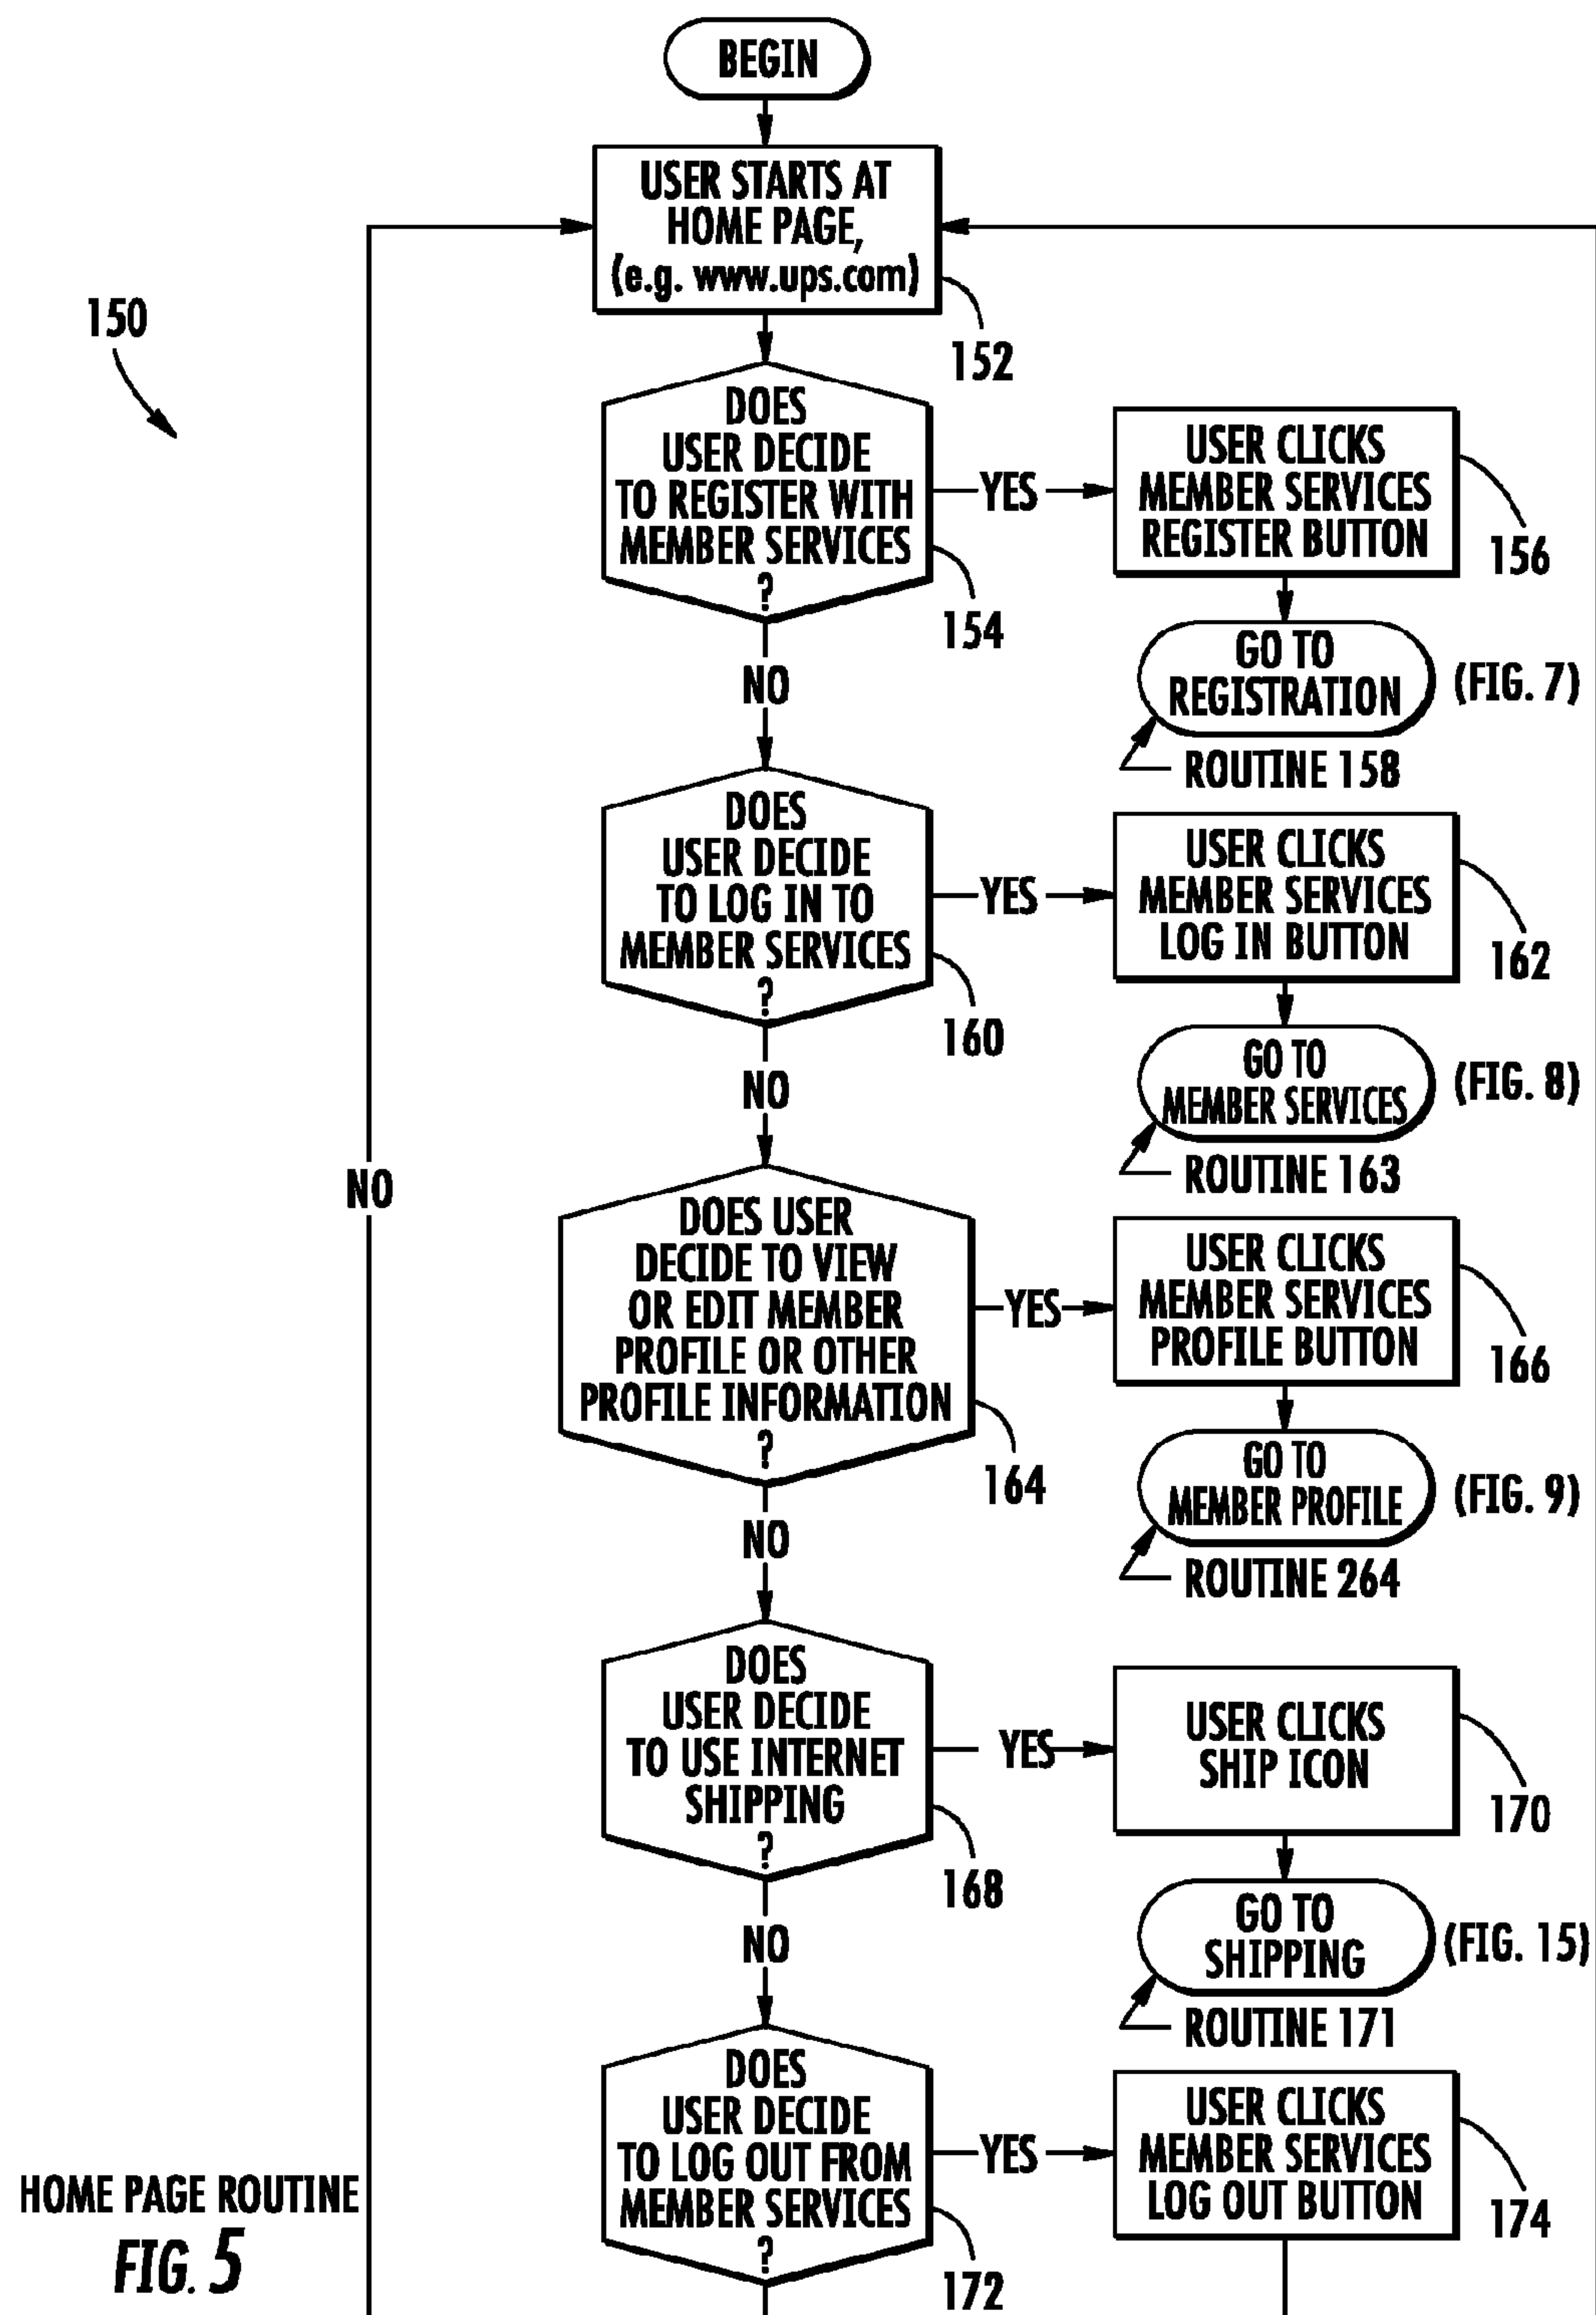 BEGIN
USER STARTS AT
HOME PAGE,
(e.g. www.ups.com)
152
150
DOES
USER DECIDE
TO REGISTER WITH
MEMBER SERVICES
?
154
YES
USER CLICKS
MEMBER SERVICES
REGISTER BUTTON
156
GO TO
REGISTRATION
(FIG. 7)
ROUTINE 158
NO
DOES
USER DECIDE
TO LOG IN TO
MEMBER SERVICES
?
160
YES
USER CLICKS
MEMBER SERVICES
LOG IN BUTTON
162
GO TO
MEMBER SERVICES
(FIG. 8)
ROUTINE 163
NO
NO
DOES USER
DECIDE TO VIEW
OR EDIT MEMBER
PROFILE OR OTHER
PROFILE INFORMATION
?
164
YES
USER CLICKS
MEMBER SERVICES
PROFILE BUTTON
166
GO TO
MEMBER PROFILE
(FIG. 9)
ROUTINE 264
NO
DOES
USER DECIDE
TO USE INTERNET
SHIPPING
?
168
YES
USER CLICKS
SHIP ICON
170
GO TO
SHIPPING
(FIG. 15)
ROUTINE 171
NO
DOES
USER DECIDE
TO LOG OUT FROM
MEMBER SERVICES
?
172
YES
USER CLICKS
MEMBER SERVICES
LOG OUT BUTTON
174
HOME PAGE ROUTINE
FIG. 5